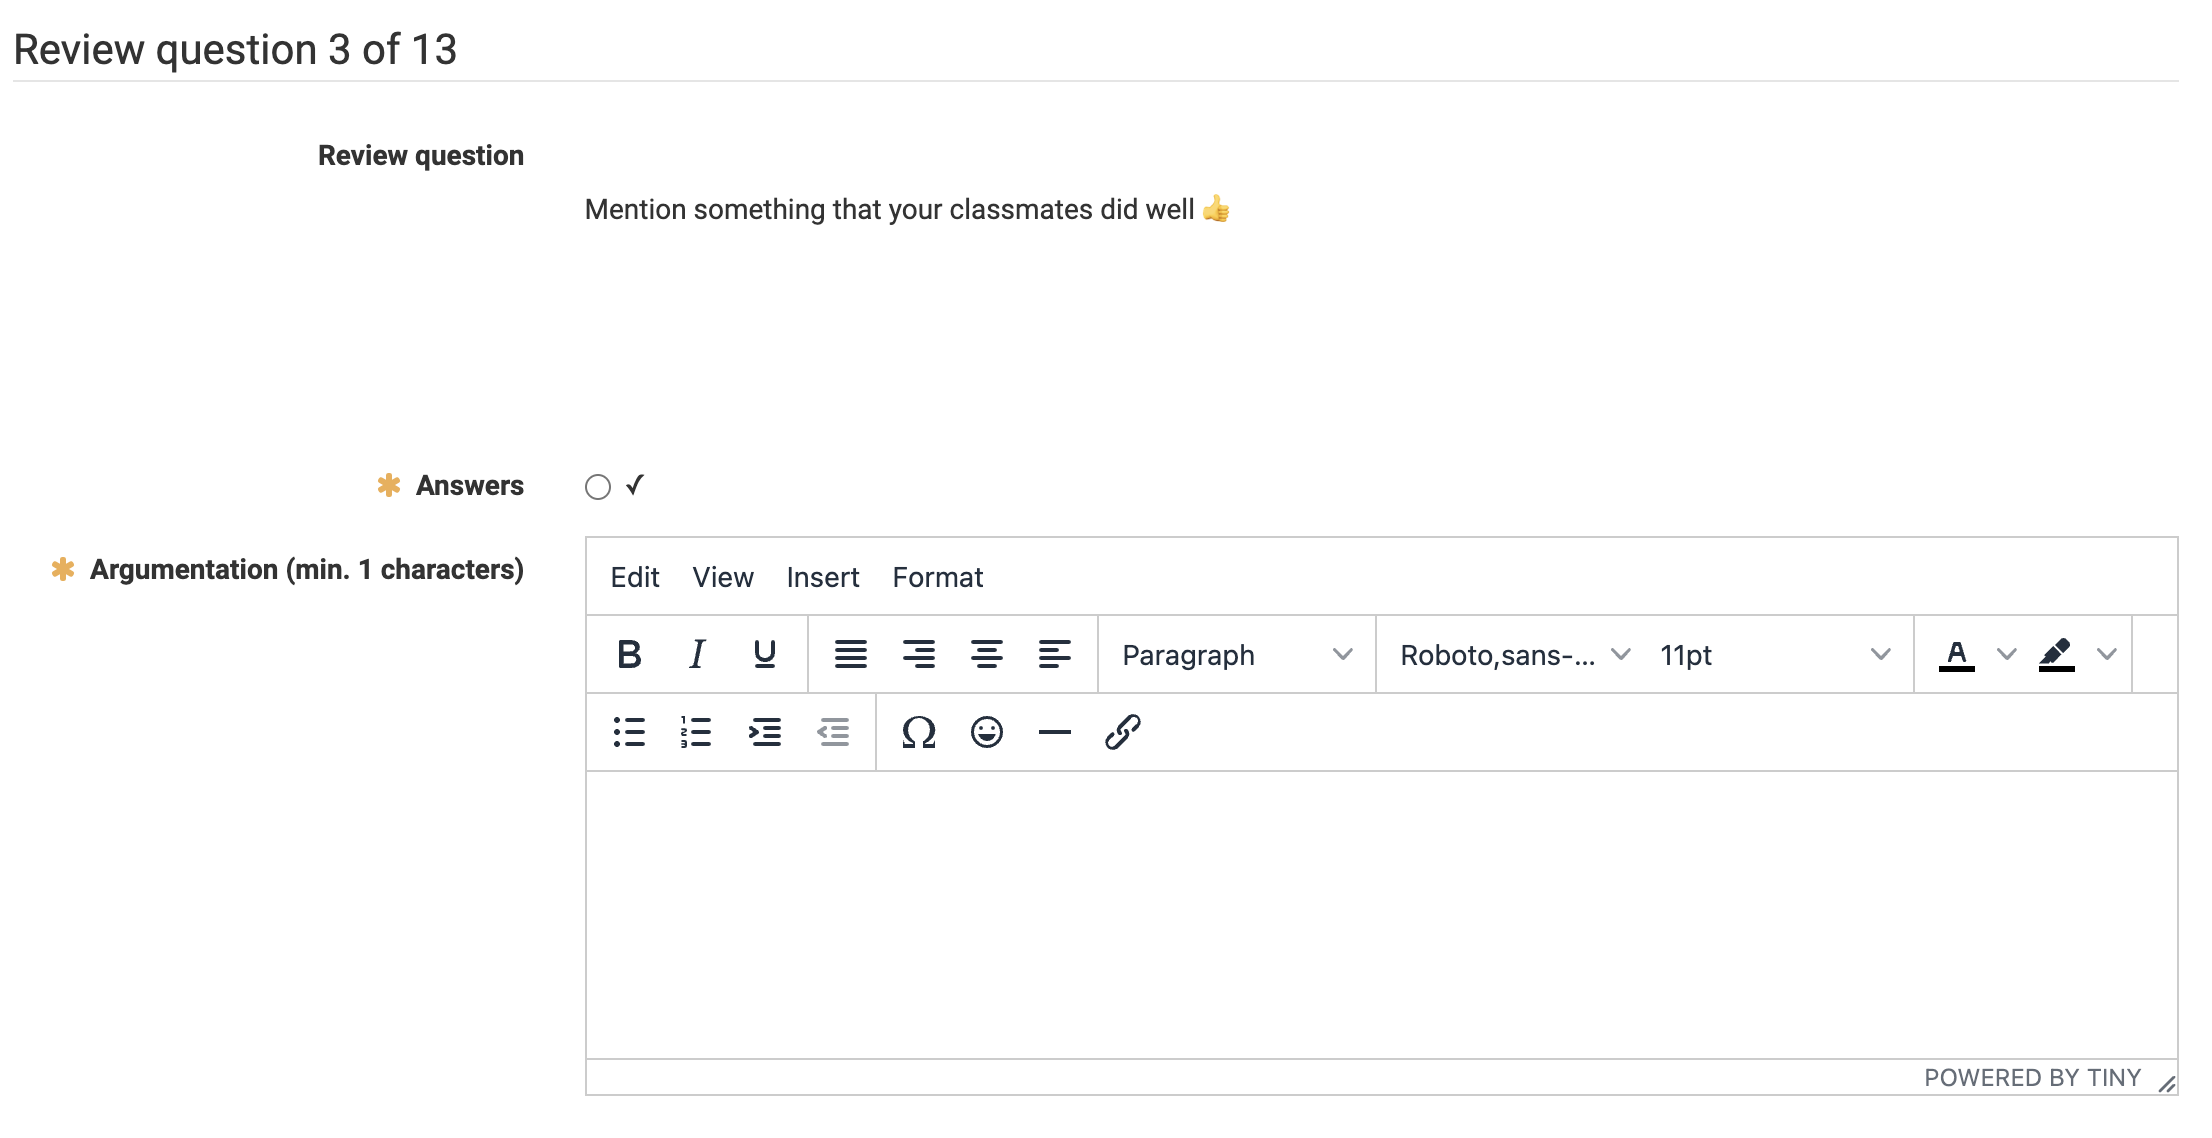 Review question 3 of 13
Review question
Mention something that your classmates did well 👍
✱ Answers
✓
✱ Argumentation (min. 1 characters)
Edit View Insert Format
B I U Paragraph Roboto,sans-... 11pt A
Ω
POWERED BY TINY